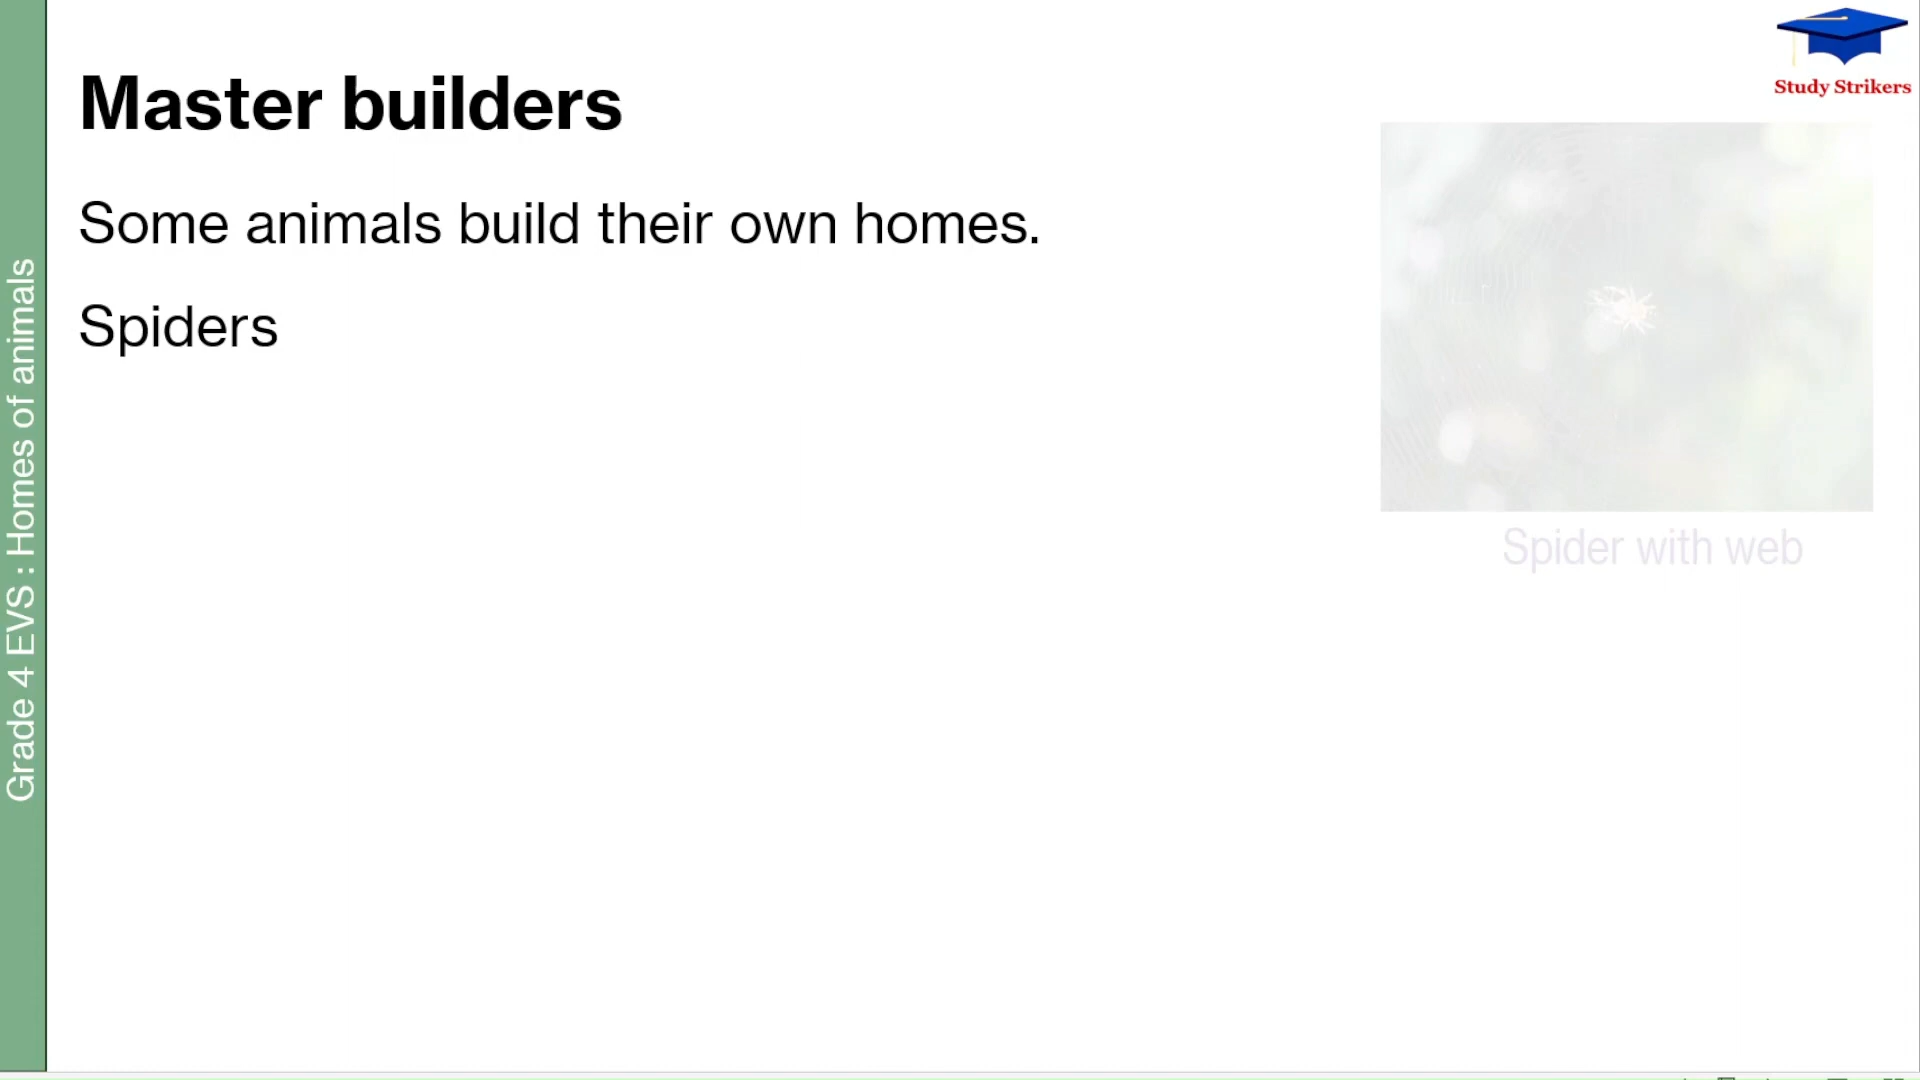 Study Strikers
Master builders
Some animals build their own homes.
Spiders
Spider with web
Grade 4 EVS : Homes of animals